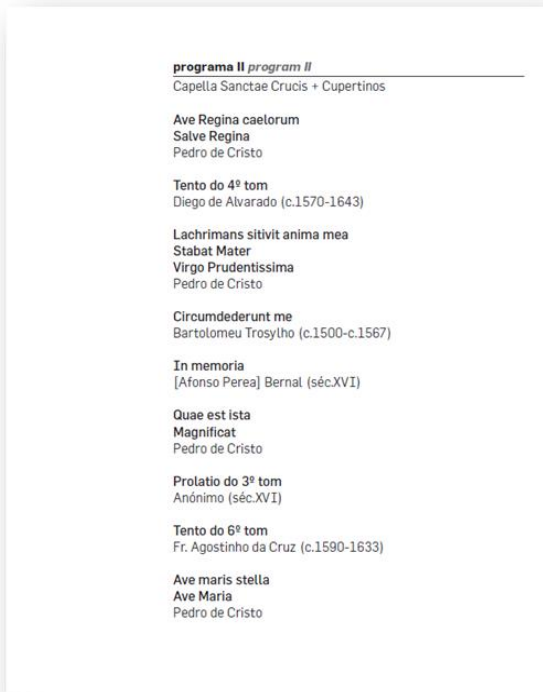 programa II program II
Capella Sanctae Crucis + Cupertinos
Ave Regina caelorum
Salve Regina
Pedro de Cristo
Tento do 4º tom
Diego de Alvarado (c.1570-1643)
Lachrimans sitivit anima mea
Stabat Mater
Virgo Prudentissima
Pedro de Cristo
Circumdederunt me
Bartolomeu Trosylho (c.1500-c.1567)
In memoria
[Afonso Perea] Bernal (séc.XVI)
Quae est ista
Magnificat
Pedro de Cristo
Prolatio do 3º tom
Anónimo (séc.XVI)
Tento do 6º tom
Fr. Agostinho da Cruz (c.1590-1633)
Ave maris stella
Ave Maria
Pedro de Cristo